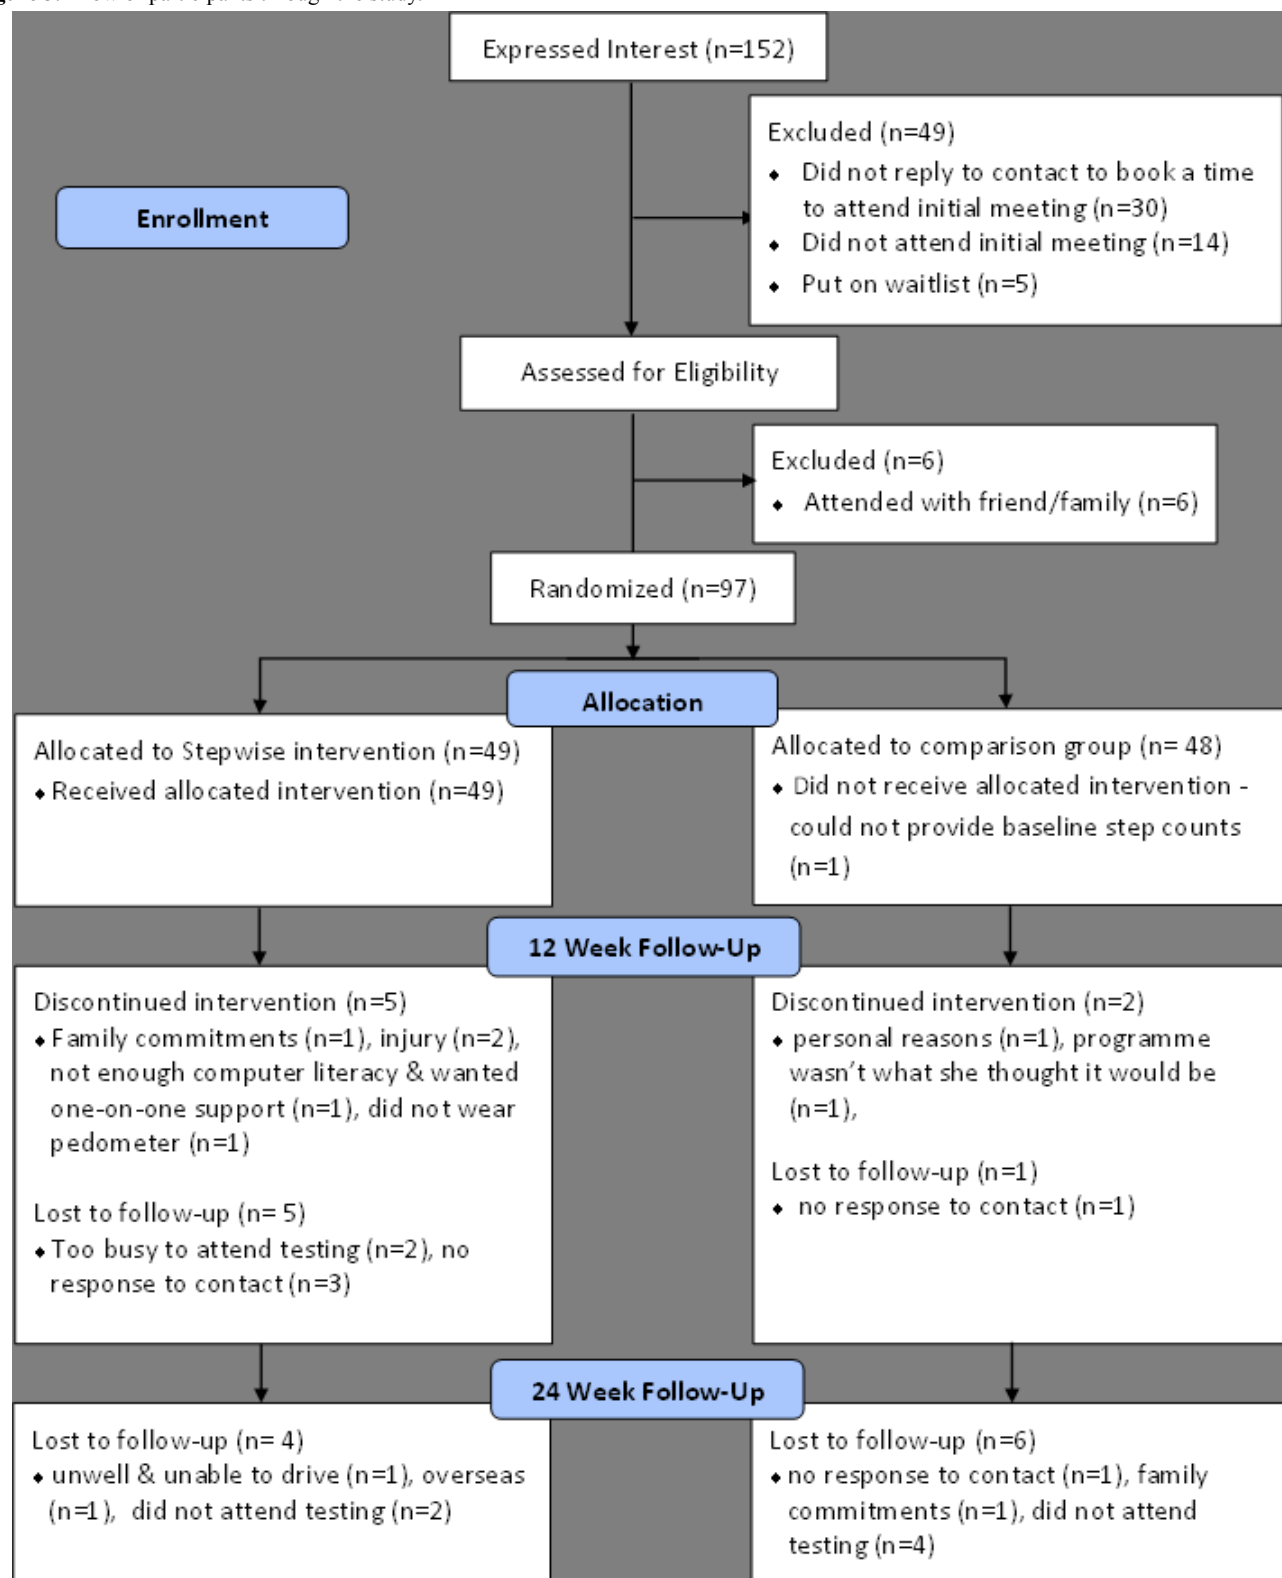 Expressed Interest (n=152)
Excluded (n=49)
⬧ Did not reply to contact to book a time
to attend initial meeting (n=30)
⬧ Did not attend initial meeting (n=14)
⬧ Put on waitlist (n=5)
Enrollment
Assessed for Eligibility
Excluded (n=6)
⬧ Attended with friend/family (n=6)
Randomized (n=97)
Allocation
Allocated to Stepwise intervention (n=49)
⬧ Received allocated intervention (n=49)
Allocated to comparison group (n= 48)
⬧ Did not receive allocated intervention -
could not provide baseline step counts
(n=1)
12 Week Follow-Up
Discontinued intervention (n=5)
⬧ Family commitments (n=1), injury (n=2),
not enough computer literacy & wanted
one-on-one support (n=1), did not wear
pedometer (n=1)
Lost to follow-up (n= 5)
⬧ Too busy to attend testing (n=2), no
response to contact (n=3)
Discontinued intervention (n=2)
⬧ personal reasons (n=1), programme
wasn't what she thought it would be
(n=1),
Lost to follow-up (n=1)
⬧ no response to contact (n=1)
24 Week Follow-Up
Lost to follow-up (n= 4)
⬧ unwell & unable to drive (n=1), overseas
(n=1), did not attend testing (n=2)
Lost to follow-up (n=6)
⬧ no response to contact (n=1), family
commitments (n=1), did not attend
testing (n=4)